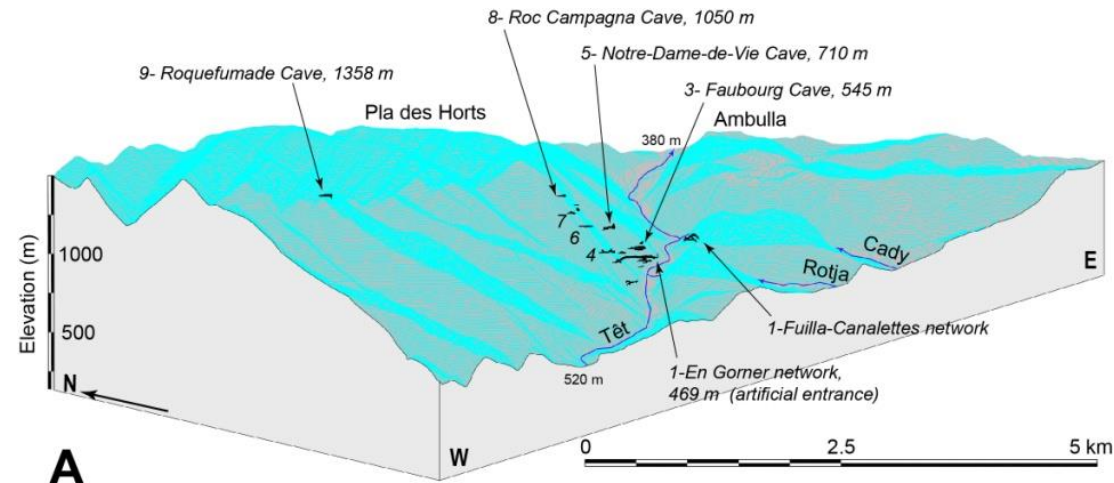 8- Roc Campagna Cave, 1050 m
5- Notre-Dame-de-Vie Cave, 710 m
9- Roquefumade Cave, 1358 m
3- Faubourg Cave, 545 m
Pla des Horts
Ambulla
380 m
7
6
4
Elevation (m)
1000
500
Cady
Rotja
E
1-Fuilla-Canalettes network
Têt
1-En Gorner network,
469 m (artificial entrance)
520 m
N
W
A
0
2.5
5 km